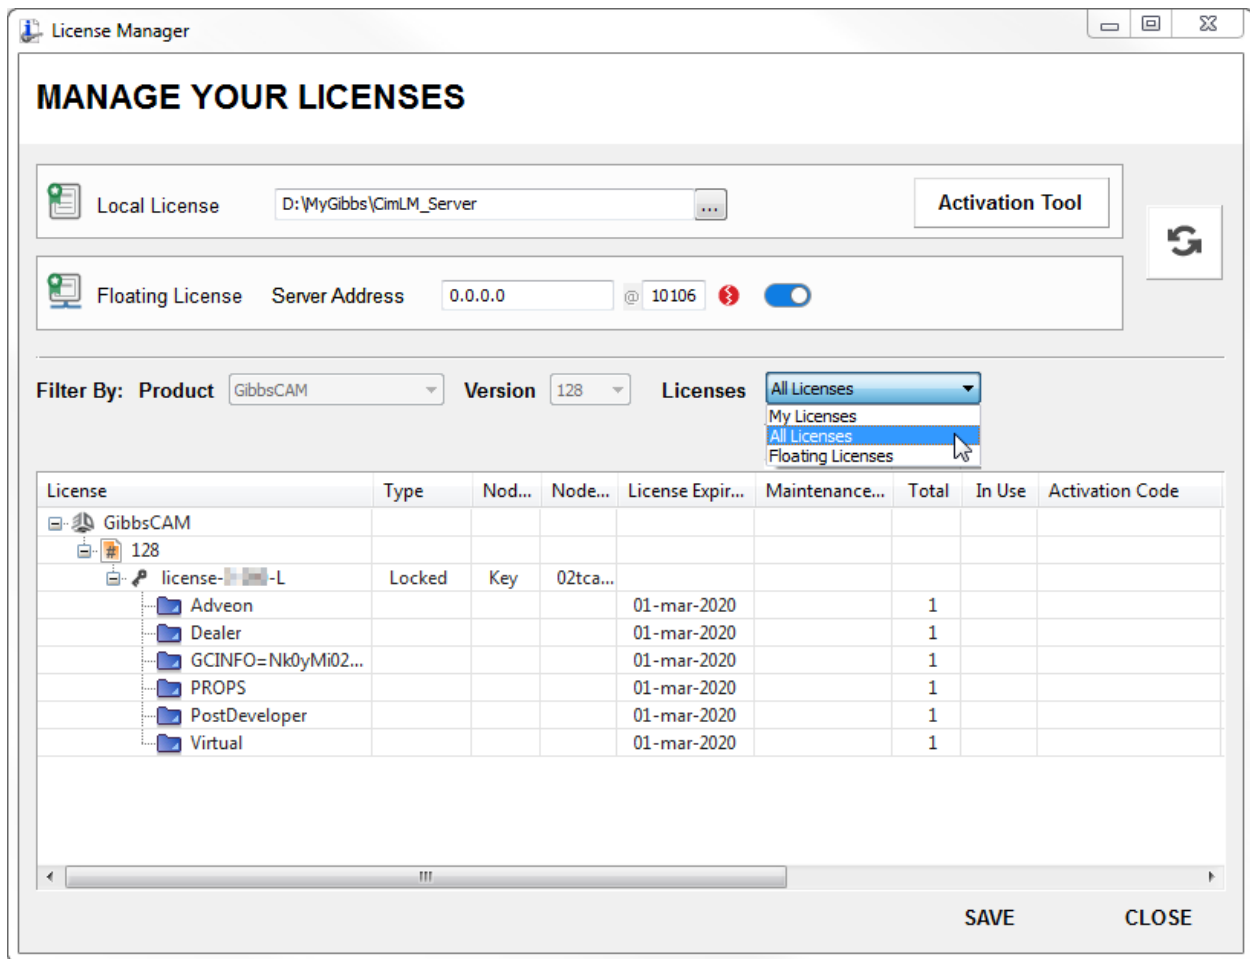 License Manager
MANAGE YOUR LICENSES
Local License D:\MyGibbs\CimLM_Server ... Activation Tool
Floating License Server Address 0.0.0.0 @ 10106
Filter By: Product GibbsCAM Version 128 Licenses All Licenses
My Licenses
All Licenses
Floating Licenses
License Type Nod... Node... License Expir... Maintenance... Total In Use Activation Code
GibbsCAM
# 128
license- -L Locked Key 02tca...
Adveon 01-mar-2020 1
Dealer 01-mar-2020 1
GCINFO=Nk0yMi02... 01-mar-2020 1
PROPS 01-mar-2020 1
PostDeveloper 01-mar-2020 1
Virtual 01-mar-2020 1
SAVE CLOSE